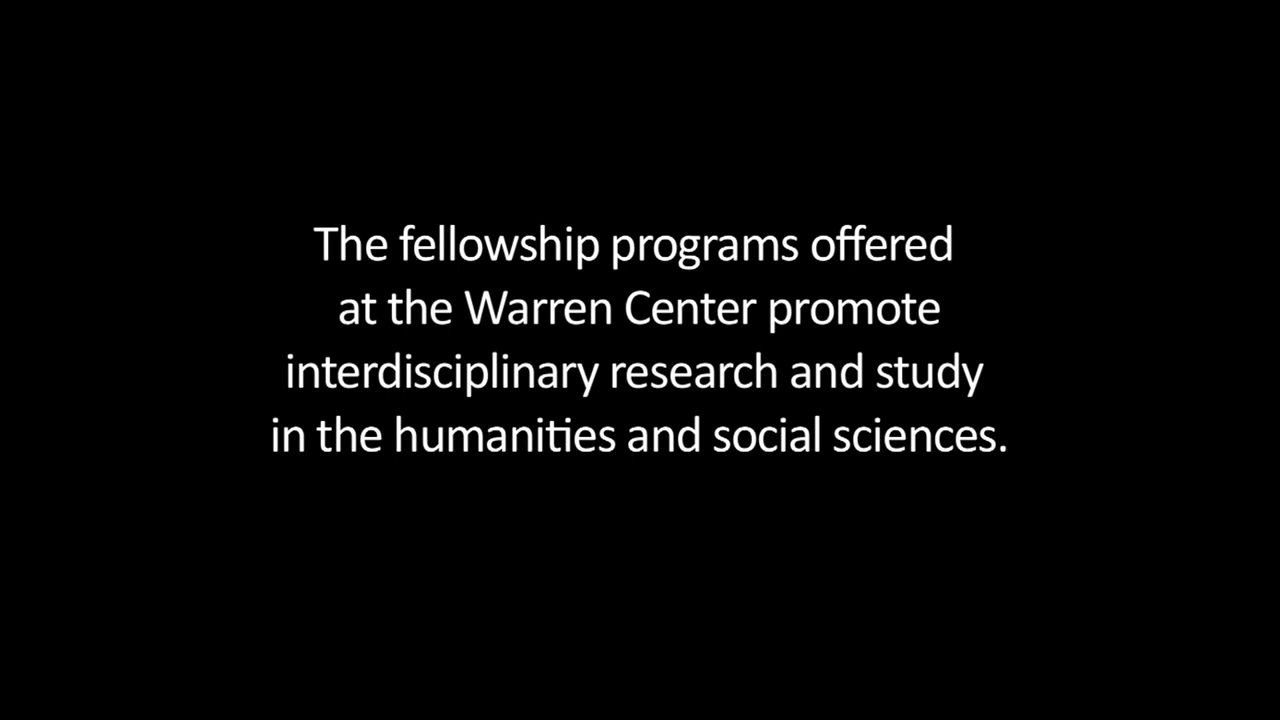 The fellowship programs offered
at the Warren Center promote
interdisciplinary research and study
in the humanities and social sciences.